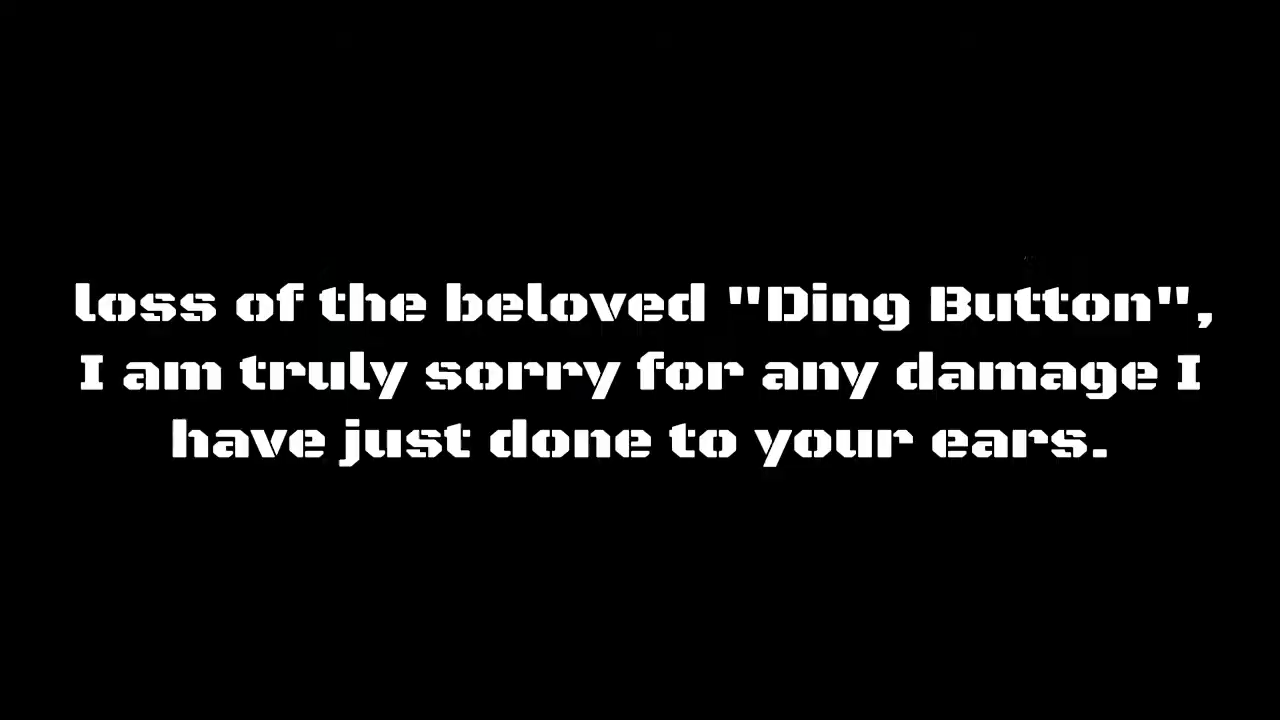 loss of the beloved "Ding Button",
I am truly sorry for any damage I
have just done to your ears.